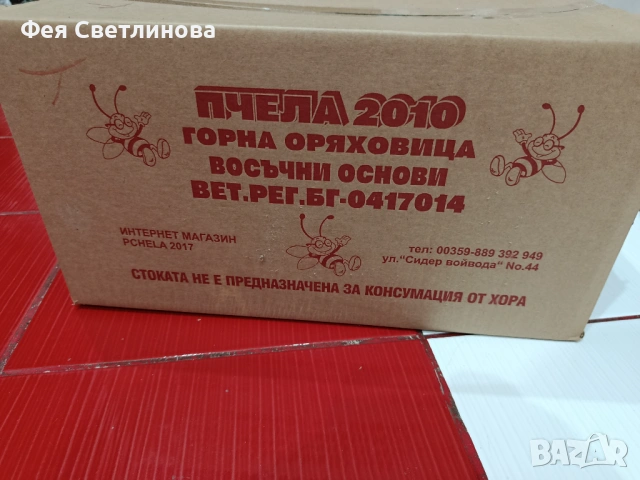 Фея Светлинова
ПЧЕЛА 2010
ГОРНА ОРЯХОВИЦА
ВОСЪЧНИ ОСНОВИ
ВЕТ.РЕГ.БГ-0417014
ИНТЕРНЕТ МАГАЗИН
PCHELA 2017
тел: 00359-889 392 949
ул."Сидер войвода" No.44
СТОКАТА НЕ Е ПРЕДНАЗНАЧЕНА ЗА КОНСУМАЦИЯ ОТ ХОРА
BAZAR